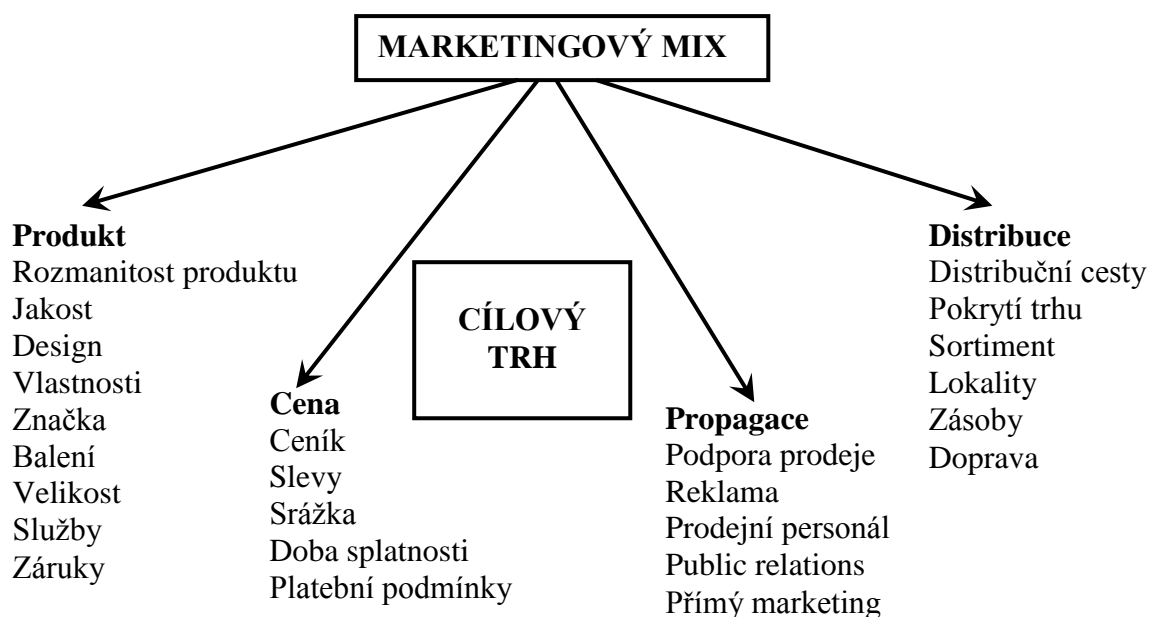 MARKETINGOVÝ MIX
Produkt
Rozmanitost produktu
Jakost
Design
Vlastnosti
Značka
Balení
Velikost
Služby
Záruky
Cena
Ceník
Slevy
Srážka
Doba splatnosti
Platební podmínky
CÍLOVÝ
TRH
Propagace
Podpora prodeje
Reklama
Prodejní personál
Public relations
Přímý marketing
Distribuce
Distribuční cesty
Pokrytí trhu
Sortiment
Lokality
Zásoby
Doprava